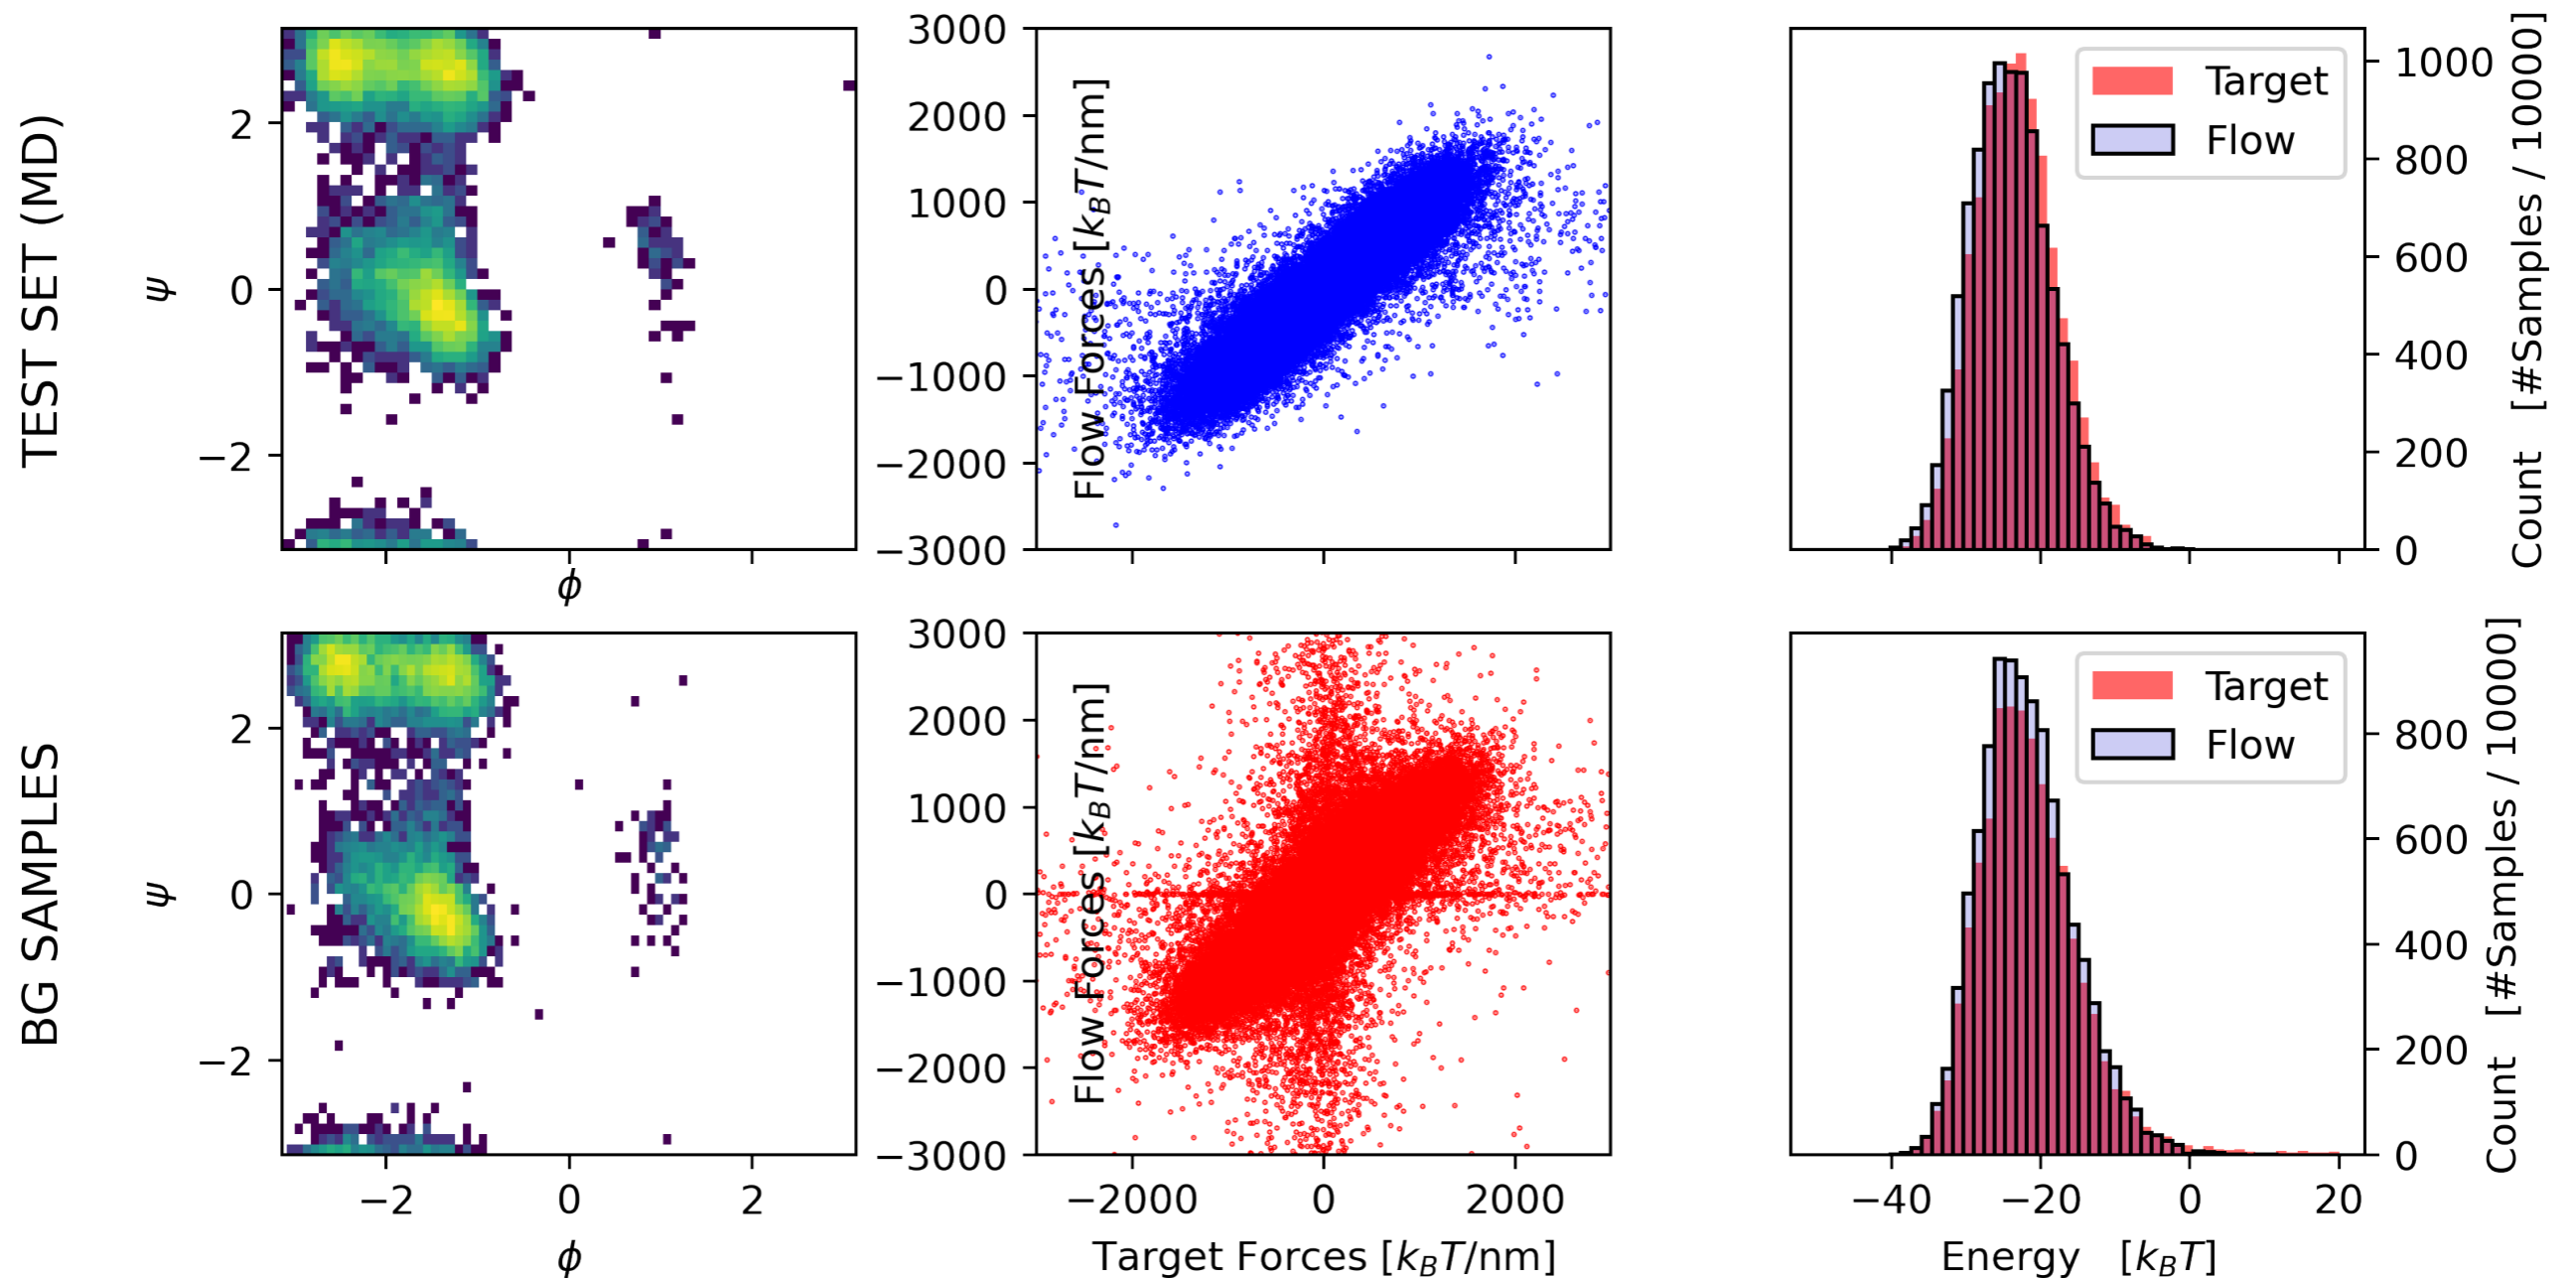 TEST SET (MD)
ψ
2
0
−2
ϕ
Flow Forces [k_BT/nm]
3000
2000
1000
0
−1000
−2000
−3000
Target
Flow
1000
800
600
400
200
0
Count [#Samples / 10000]
BG SAMPLES
ψ
2
0
−2
−2 0 2
ϕ
Flow Forces [k_BT/nm]
3000
2000
1000
0
−1000
−2000
−3000
−2000 0 2000
Target Forces [k_BT/nm]
Target
Flow
800
600
400
200
0
Count [#Samples / 10000]
−40 −20 0 20
Energy [k_BT]